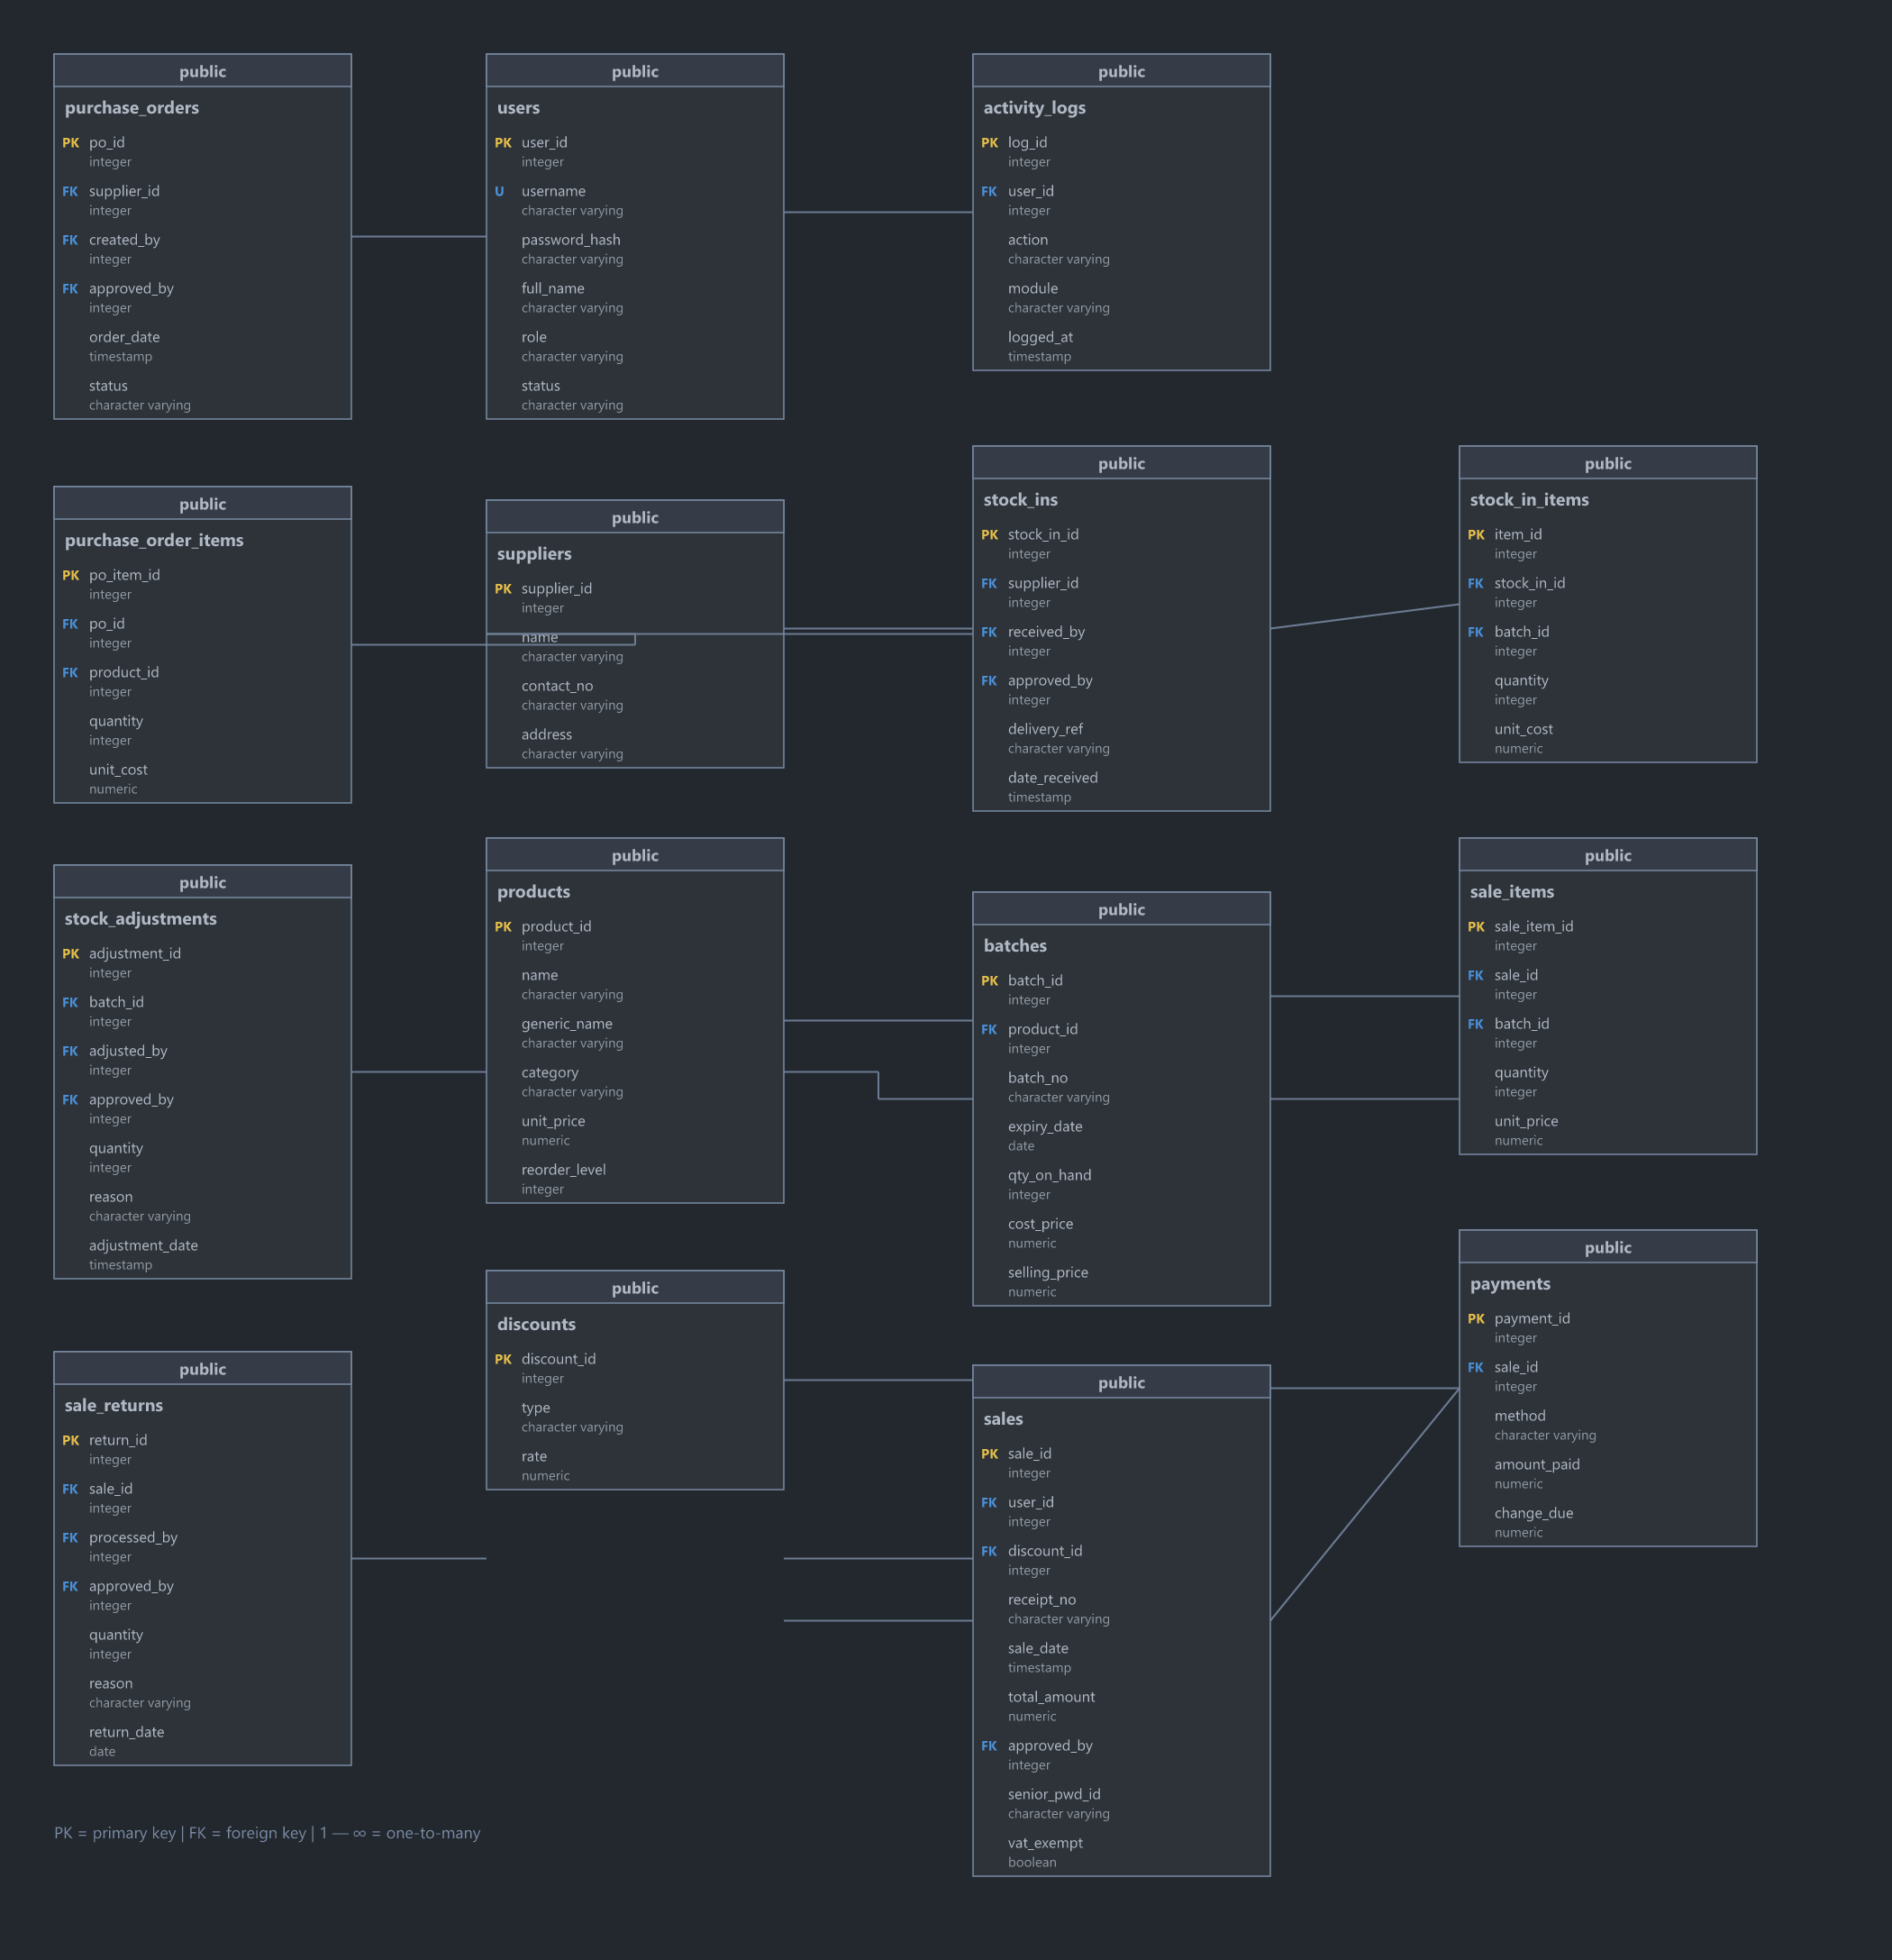 public
purchase_orders
PK po_id
integer
FK supplier_id
integer
FK created_by
integer
FK approved_by
integer
order_date
timestamp
status
character varying
public
users
PK user_id
integer
U username
character varying
password_hash
character varying
full_name
character varying
role
character varying
status
character varying
public
activity_logs
PK log_id
integer
FK user_id
integer
action
character varying
module
character varying
logged_at
timestamp
public
purchase_order_items
PK po_item_id
integer
FK po_id
integer
FK product_id
integer
quantity
integer
unit_cost
numeric
public
suppliers
PK supplier_id
integer
name
character varying
contact_no
character varying
address
character varying
public
stock_ins
PK stock_in_id
integer
FK supplier_id
integer
FK received_by
integer
FK approved_by
integer
delivery_ref
character varying
date_received
timestamp
public
stock_in_items
PK item_id
integer
FK stock_in_id
integer
FK batch_id
integer
quantity
integer
unit_cost
numeric
public
stock_adjustments
PK adjustment_id
integer
FK batch_id
integer
FK adjusted_by
integer
FK approved_by
integer
quantity
integer
reason
character varying
adjustment_date
timestamp
public
products
PK product_id
integer
name
character varying
generic_name
character varying
category
character varying
unit_price
numeric
reorder_level
integer
public
batches
PK batch_id
integer
FK product_id
integer
batch_no
character varying
expiry_date
date
qty_on_hand
integer
cost_price
numeric
selling_price
numeric
public
sale_items
PK sale_item_id
integer
FK sale_id
integer
FK batch_id
integer
quantity
integer
unit_price
numeric
public
sale_returns
PK return_id
integer
FK sale_id
integer
FK processed_by
integer
FK approved_by
integer
quantity
integer
reason
character varying
return_date
date
public
discounts
PK discount_id
integer
type
character varying
rate
numeric
public
sales
PK sale_id
integer
FK user_id
integer
FK discount_id
integer
receipt_no
character varying
sale_date
timestamp
total_amount
numeric
FK approved_by
integer
senior_pwd_id
character varying
vat_exempt
boolean
public
payments
PK payment_id
integer
FK sale_id
integer
method
character varying
amount_paid
numeric
change_due
numeric
PK = primary key | FK = foreign key | 1 — ∞ = one-to-many